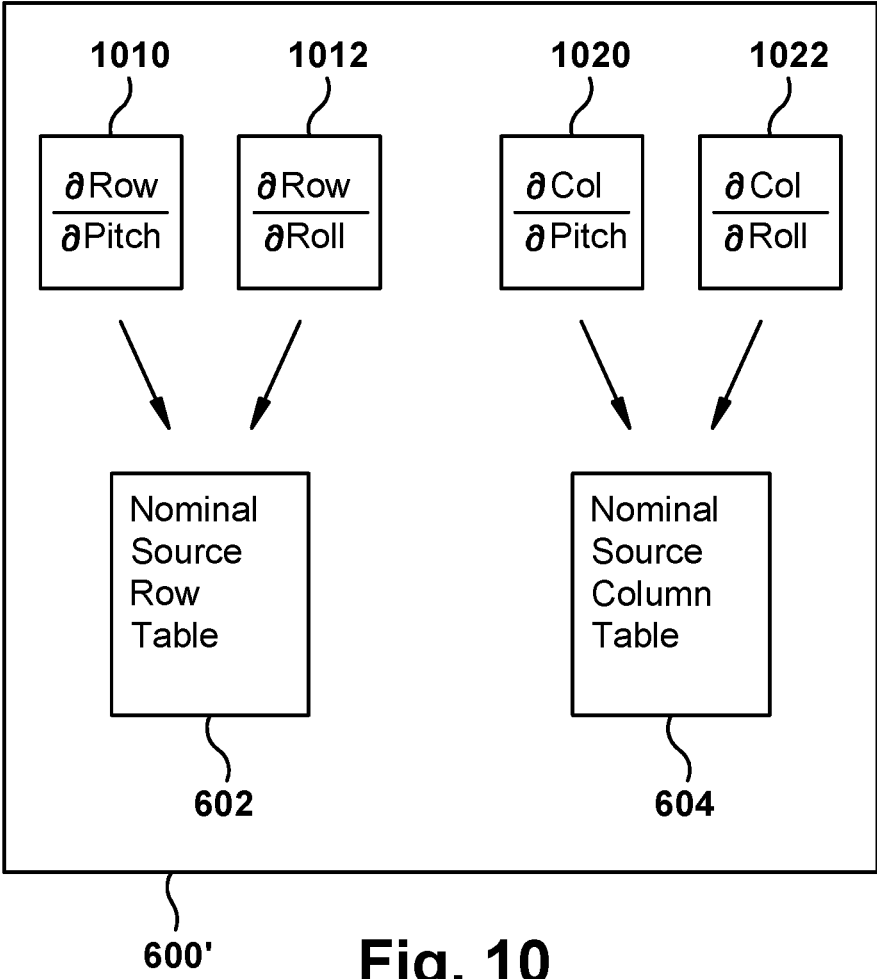 1010
1012
1020
1022
∂Row
∂Pitch
∂Row
∂Roll
∂Col
∂Pitch
∂Col
∂Roll
Nominal
Source
Row
Table
Nominal
Source
Column
Table
602
604
600'
Fig. 10